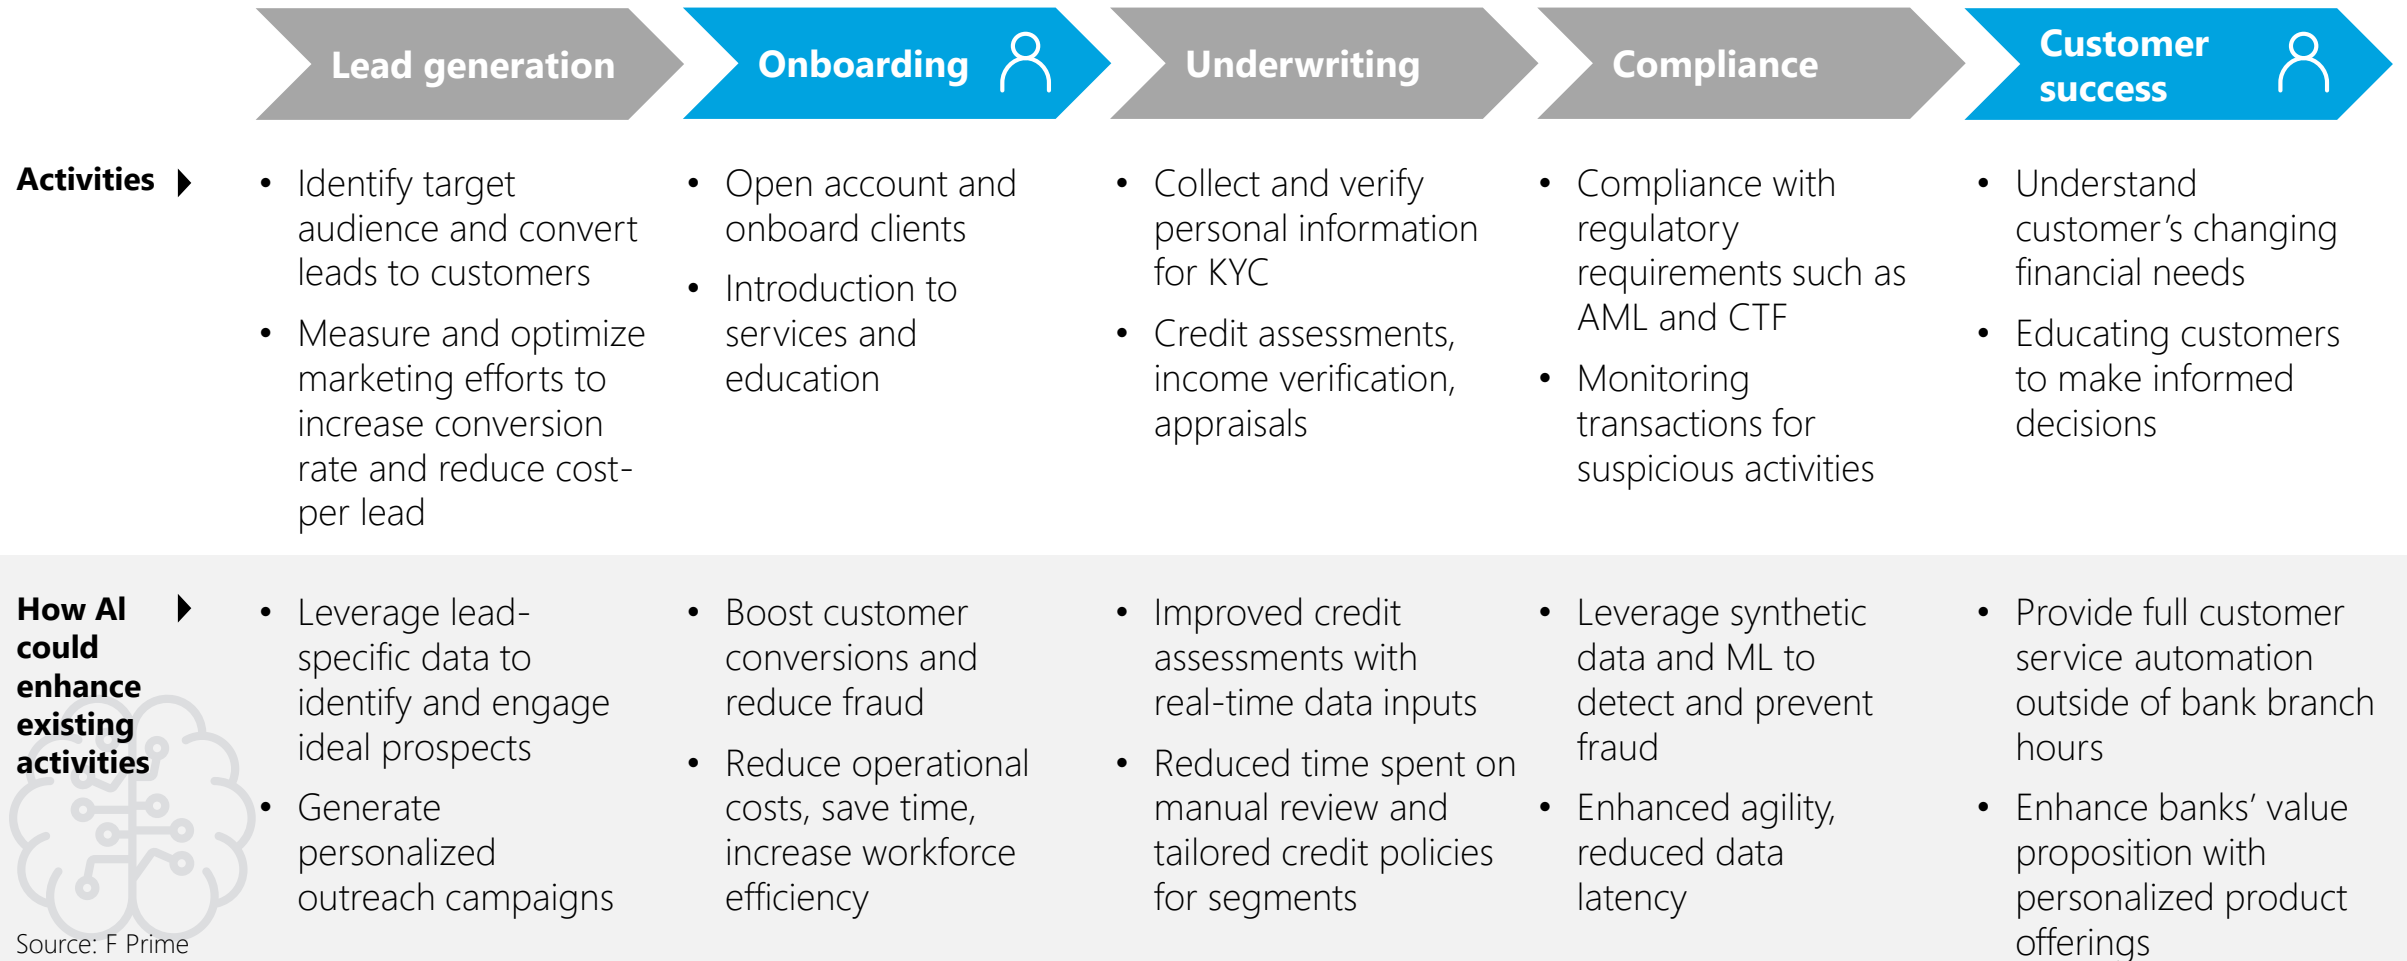 Lead generation
Onboarding
Underwriting
Compliance
Customer
success
Activities
• Identify target
audience and convert
leads to customers
• Measure and optimize
marketing efforts to
increase conversion
rate and reduce cost-
per lead
• Open account and
onboard clients
• Introduction to
services and
education
• Collect and verify
personal information
for KYC
• Credit assessments,
income verification,
appraisals
• Compliance with
regulatory
requirements such as
AML and CTF
• Monitoring
transactions for
suspicious activities
• Understand
customer’s changing
financial needs
• Educating customers
to make informed
decisions
How AI
could
enhance
existing
activities
• Leverage lead-
specific data to
identify and engage
ideal prospects
• Generate
personalized
outreach campaigns
• Boost customer
conversions and
reduce fraud
• Reduce operational
costs, save time,
increase workforce
efficiency
• Improved credit
assessments with
real-time data inputs
• Reduced time spent on
manual review and
tailored credit policies
for segments
• Leverage synthetic
data and ML to
detect and prevent
fraud
• Enhanced agility,
reduced data
latency
• Provide full customer
service automation
outside of bank branch
hours
• Enhance banks’ value
proposition with
personalized product
offerings
Source: F Prime